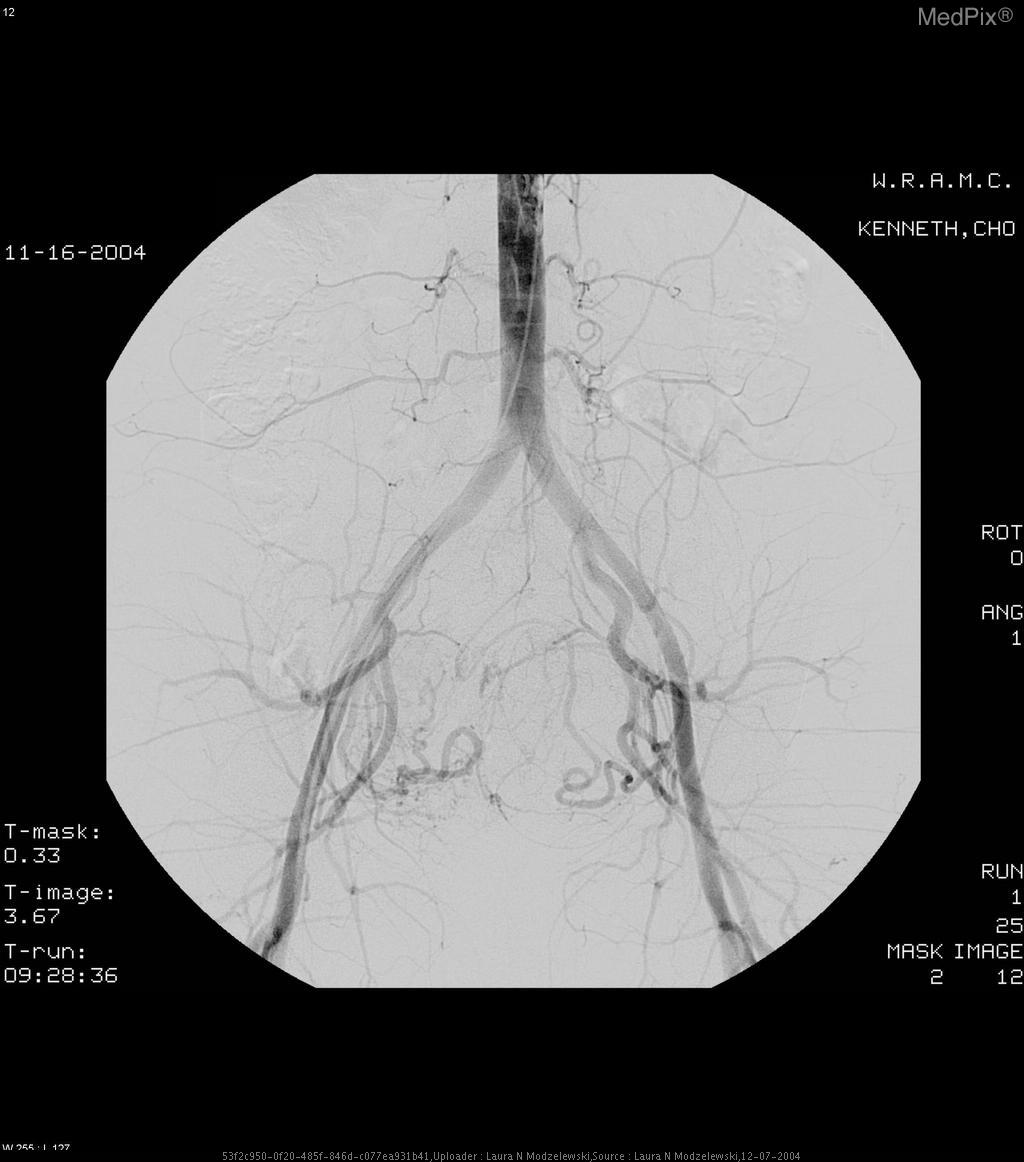 12
MedPix®
W.R.A.M.C.
KENNETH,CHO
11-16-2004
ROT
0
ANG
1
T-mask:
0.33
T-image:
3.67
T-run:
09:28:36
RUN
1
25
MASK IMAGE
2 12
W 255 : L 127
53f2c950-0f20-485f-846d-c077ea931b41,Uploader : Laura N Modzelewski,Source : Laura N Modzelewski,12-07-2004